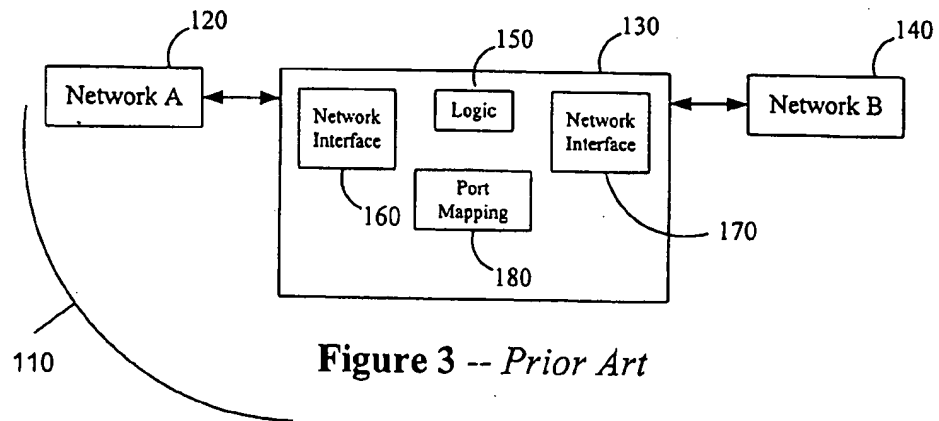 120
150
130
140
Network A
Network
Interface
Logic
Network
Interface
Network B
Port
Mapping
160
170
180
110
Figure 3 -- Prior Art